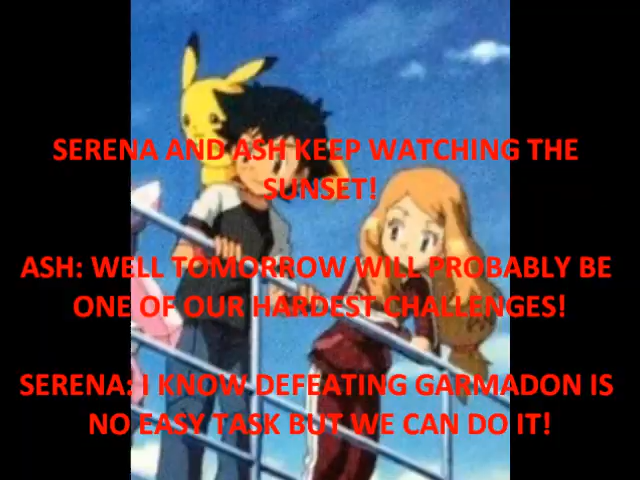 SERENA AND ASH KEEP WATCHING THE
SUNSET!
ASH: WELL TOMORROW WILL PROBABLY BE
ONE OF OUR HARDEST CHALLENGES!
SERENA: I KNOW DEFEATING GARMADON IS
NO EASY TASK BUT WE CAN DO IT!